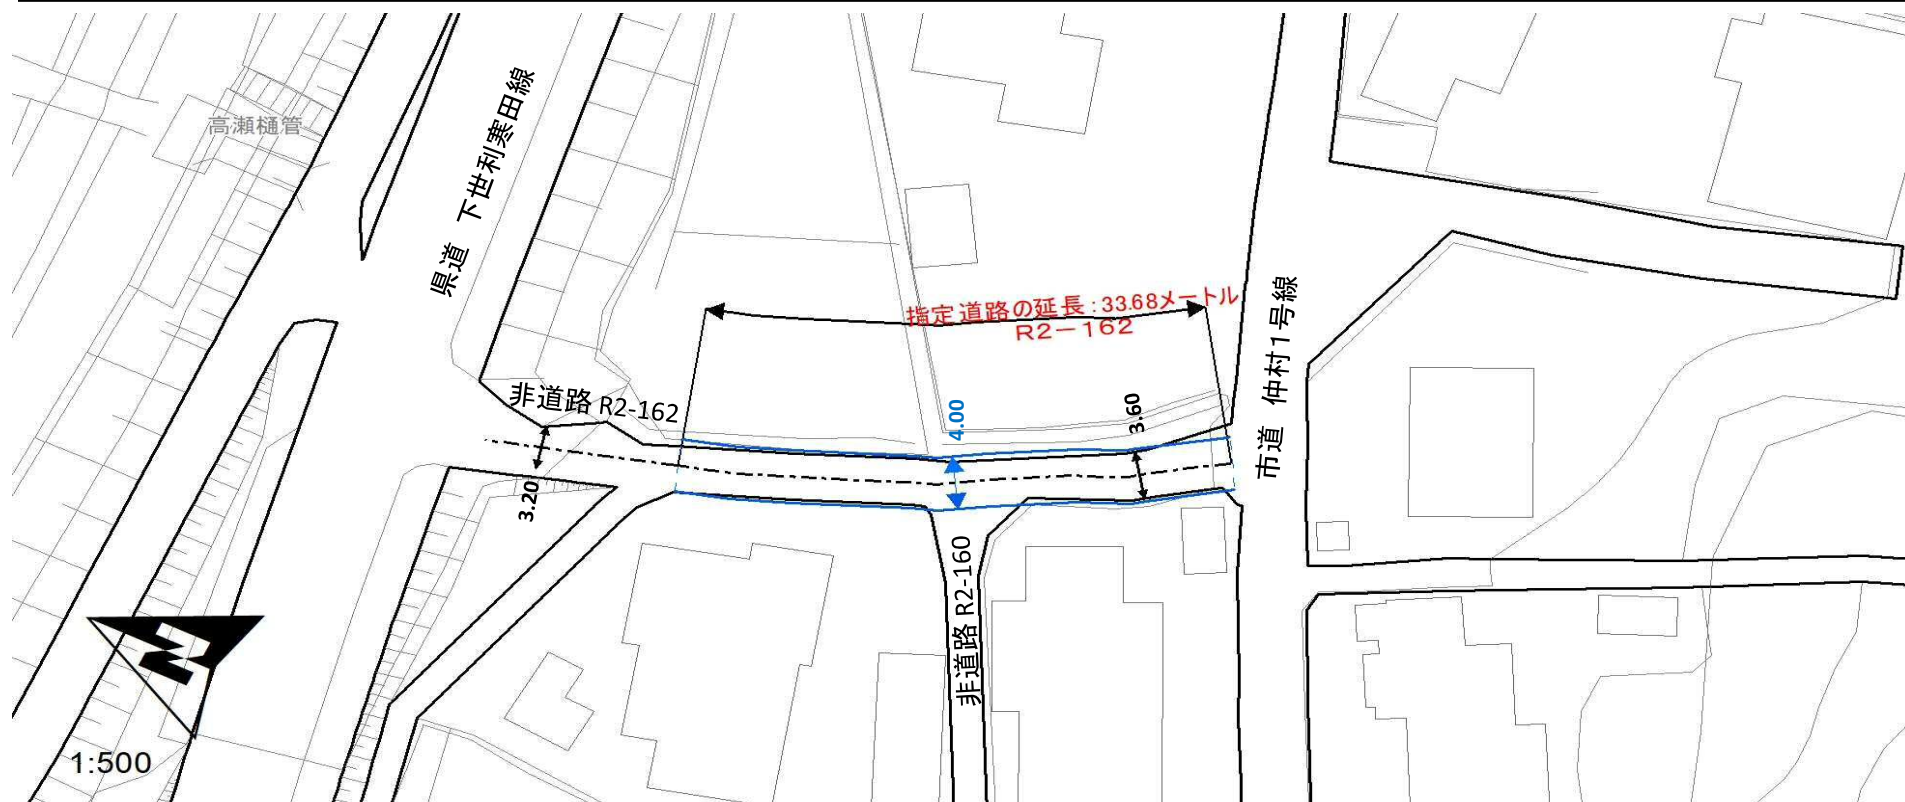 高瀬樋管
県道 下世利寒田線
指定道路の延長:33.68メートル
R2-162
市道 仲村1号線
非道路 R2-162
4.00
3.60
3.20
非道路 R2-160
N
1:500